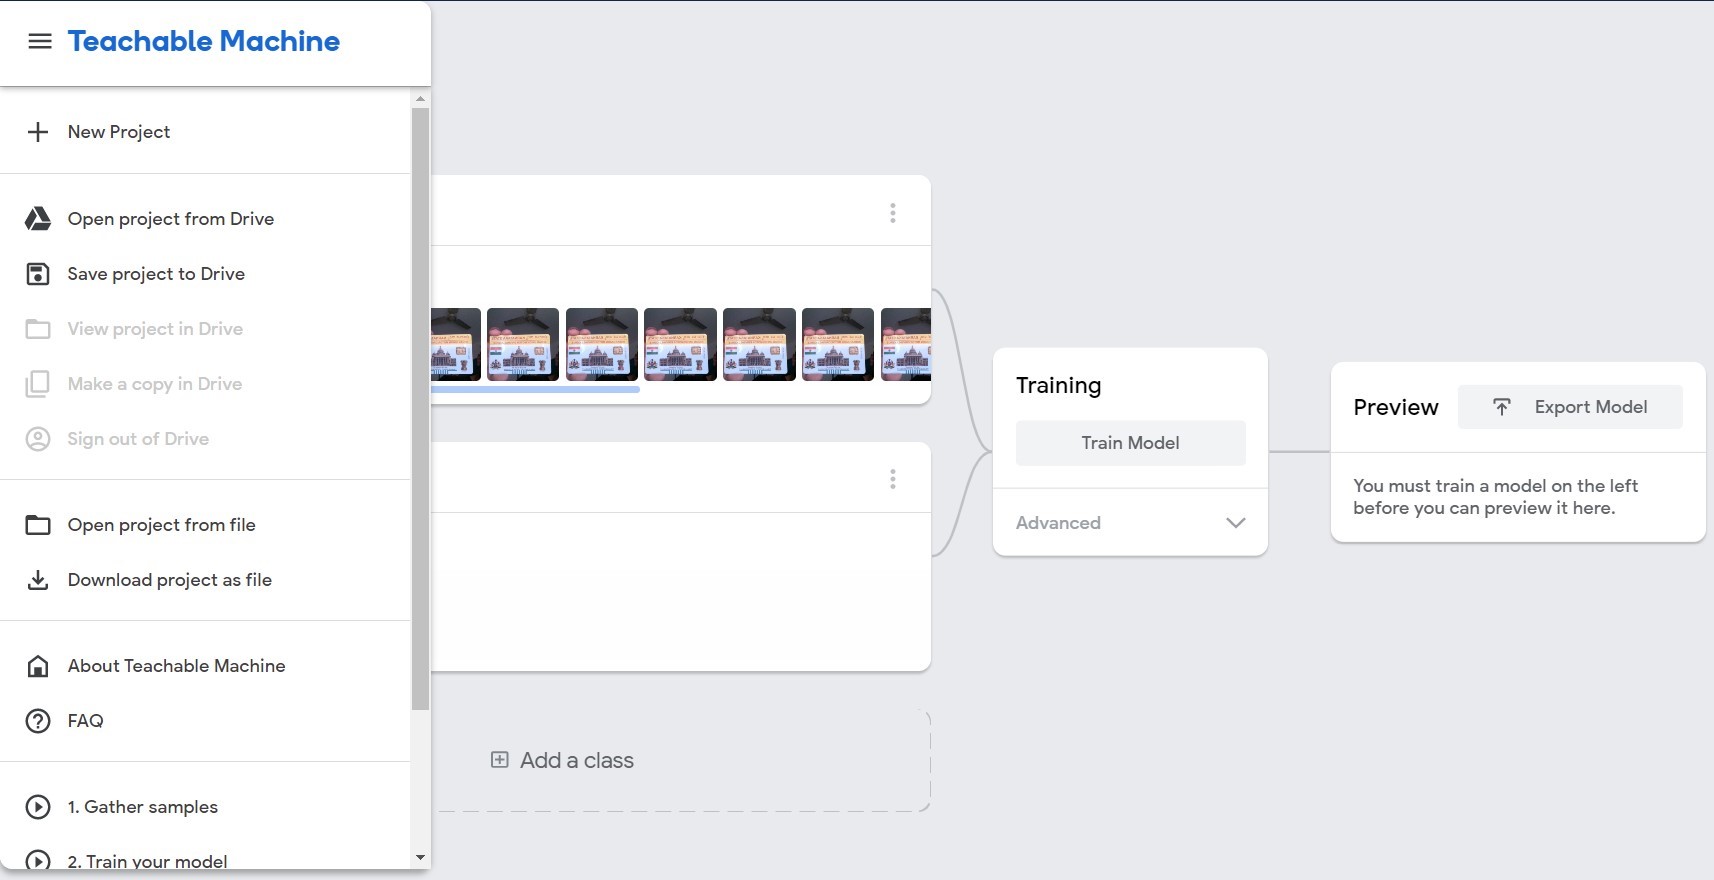 Teachable Machine
New Project
Open project from Drive
Save project to Drive
View project in Drive
Make a copy in Drive
Sign out of Drive
Open project from file
Download project as file
About Teachable Machine
FAQ
1. Gather samples
2. Train your model
Add a class
Training
Train Model
Advanced
Preview
Export Model
You must train a model on the left
before you can preview it here.